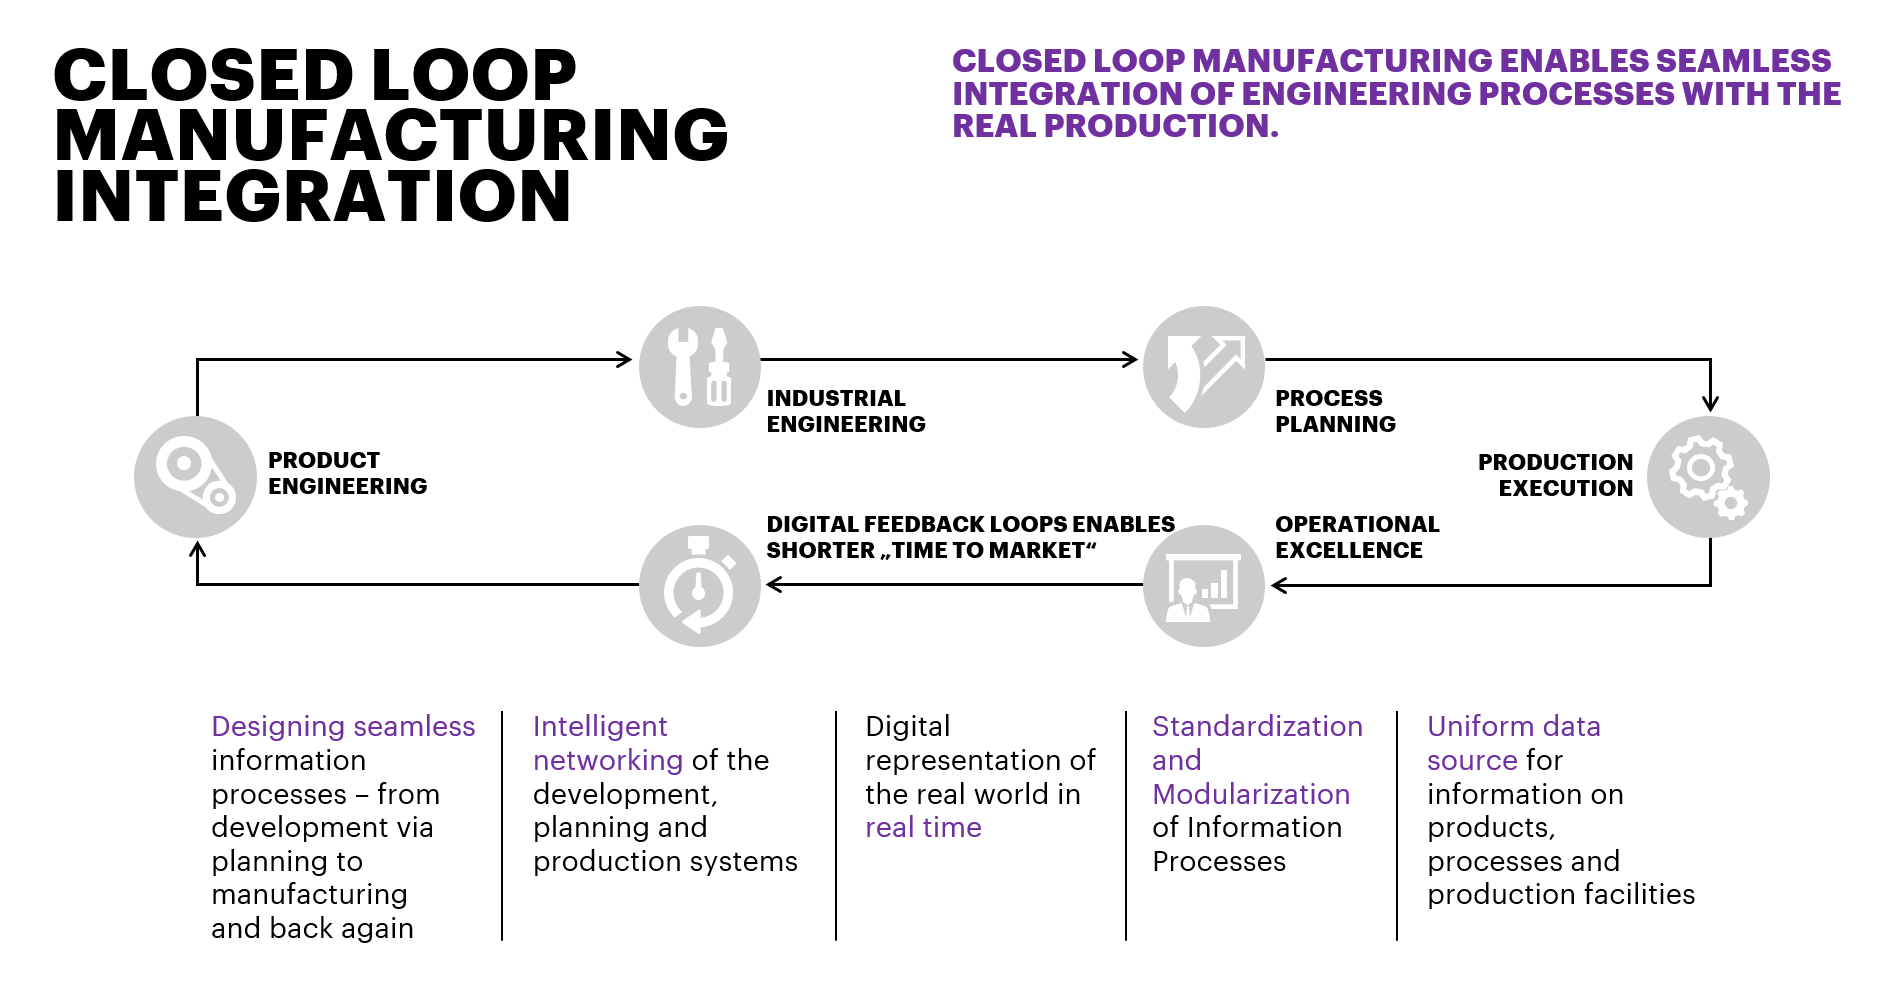 CLOSED LOOP
MANUFACTURING
INTEGRATION
CLOSED LOOP MANUFACTURING ENABLES SEAMLESS
INTEGRATION OF ENGINEERING PROCESSES WITH THE
REAL PRODUCTION.
INDUSTRIAL
ENGINEERING
PROCESS
PLANNING
PRODUCT
ENGINEERING
PRODUCTION
EXECUTION
DIGITAL FEEDBACK LOOPS ENABLES
SHORTER „TIME TO MARKET“
OPERATIONAL
EXCELLENCE
Designing seamless
information
processes – from
development via
planning to
manufacturing
and back again
Intelligent
networking of the
development,
planning and
production systems
Digital
representation of
the real world in
real time
Standardization
and
Modularization
of Information
Processes
Uniform data
source for
information on
products,
processes and
production facilities